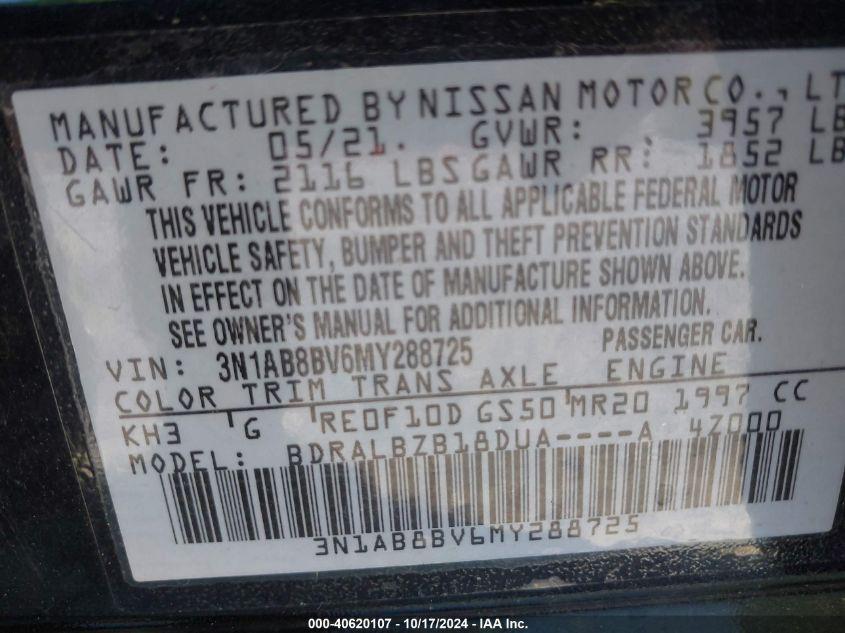 MANUFACTURED BY NISSAN MOTOR CO., LT
DATE: 05/21. GVWR: 3957 LB
GAWR FR: 2116 LBS GAWR RR: 1852 LB
THIS VEHICLE CONFORMS TO ALL APPLICABLE FEDERAL MOTOR
VEHICLE SAFETY, BUMPER AND THEFT PREVENTION STANDARDS
IN EFFECT ON THE DATE OF MANUFACTURE SHOWN ABOVE.
SEE OWNER'S MANUAL FOR ADDITIONAL INFORMATION.
VIN: 3N1AB8BV6MY288725 PASSENGER CAR.
COLOR TRIM TRANS AXLE ENGINE
KH3 G RE0F10D GS50 MR20 1997 CC
MODEL: BDRALBZB18DUA----A 4Z000
3N1AB8BV6MY288725
000-40620107 - 10/17/2024 - IAAI Inc.